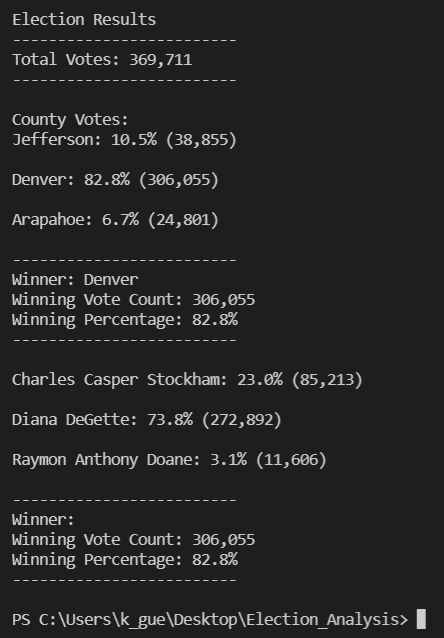 Election Results
-------------------------
Total Votes: 369,711
-------------------------
County Votes:
Jefferson: 10.5% (38,855)
Denver: 82.8% (306,055)
Arapahoe: 6.7% (24,801)
-------------------------
Winner: Denver
Winning Vote Count: 306,055
Winning Percentage: 82.8%
-------------------------
Charles Casper Stockham: 23.0% (85,213)
Diana DeGette: 73.8% (272,892)
Raymon Anthony Doane: 3.1% (11,606)
-------------------------
Winner:
Winning Vote Count: 306,055
Winning Percentage: 82.8%
-------------------------
PS C:\Users\k_gue\Desktop\Election_Analysis>